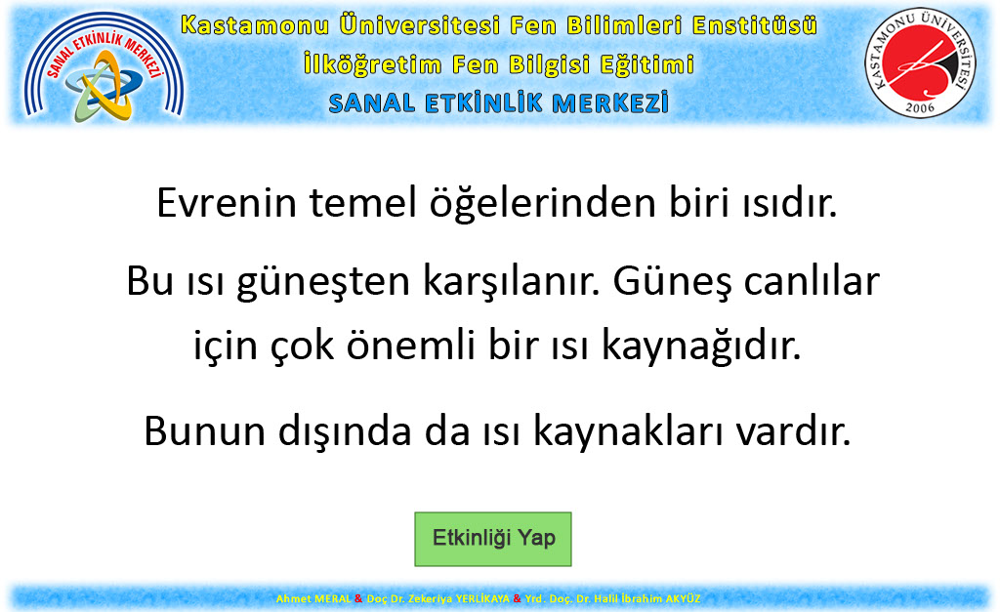 Kastamonu Üniversitesi Fen Bilimleri Enstitüsü
İlköğretim Fen Bilgisi Eğitimi
SANAL ETKİNLİK MERKEZİ
SANAL ETKİNLİK MERKEZİ
KASTAMONU ÜNİVERSİTESİ
2006
Evrenin temel öğelerinden biri ısıdır.
Bu ısı güneşten karşılanır. Güneş canlılar
için çok önemli bir ısı kaynağıdır.
Bunun dışında da ısı kaynakları vardır.
Etkinliği Yap
Ahmet MERAL & Doç Dr. Zekeriya YERLİKAYA & Yrd. Doç. Dr. Halil İbrahim AKYÜZ